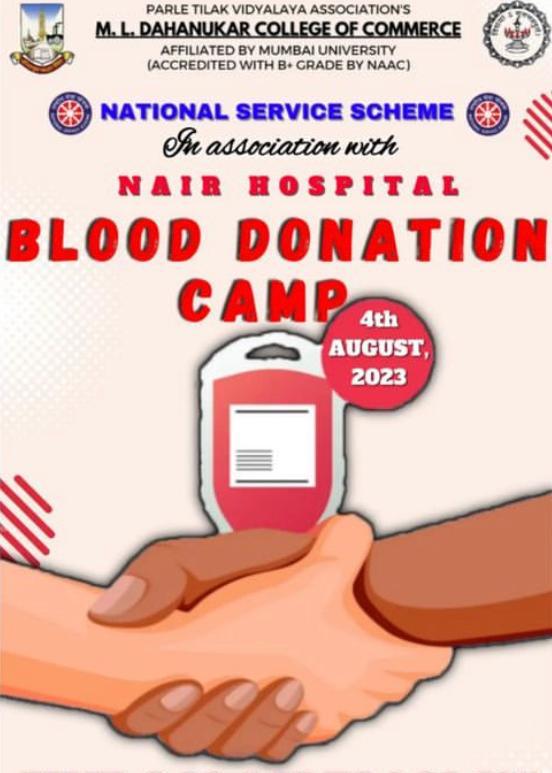 PARLE TILAK VIDYALAYA ASSOCIATION'S
M. L. DAHANUKAR COLLEGE OF COMMERCE
AFFILIATED BY MUMBAI UNIVERSITY
(ACCREDITED WITH B+ GRADE BY NAAC)
NATIONAL SERVICE SCHEME
In association with
NAIR HOSPITAL
BLOOD DONATION
CAMP
4th
AUGUST,
2023